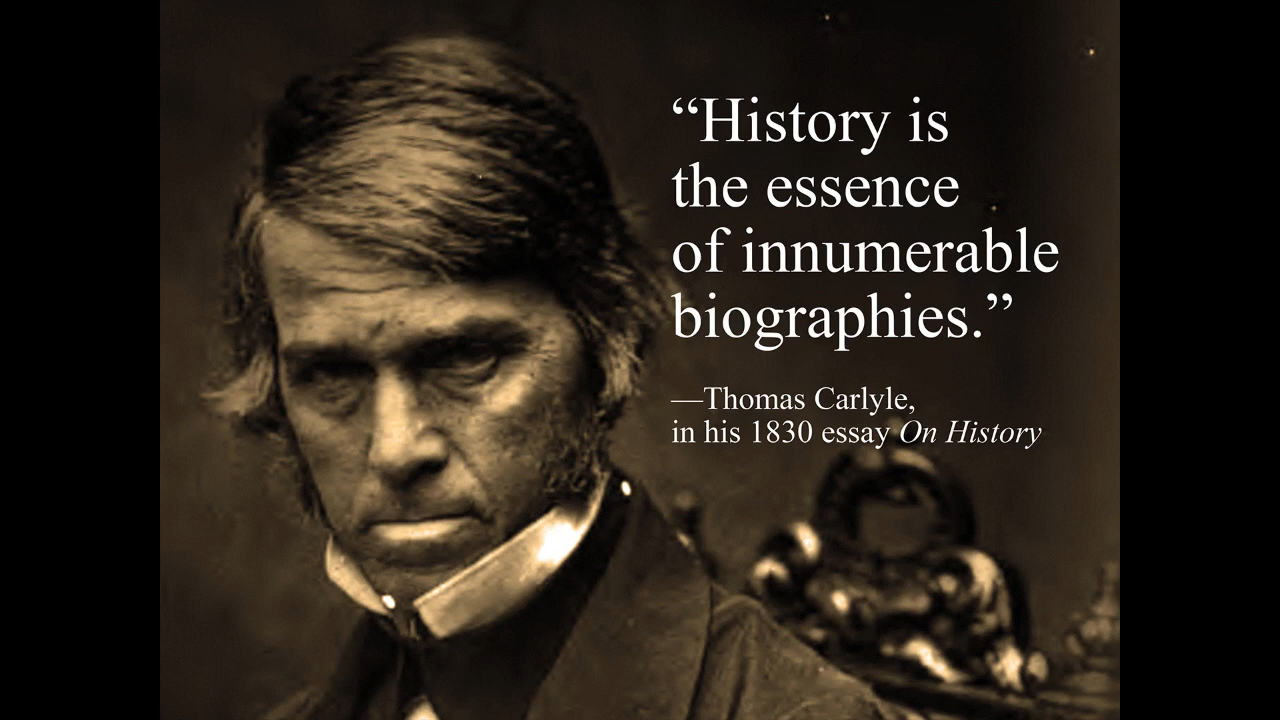 “History is
the essence
of innumerable
biographies.”
—Thomas Carlyle,
in his 1830 essay On History